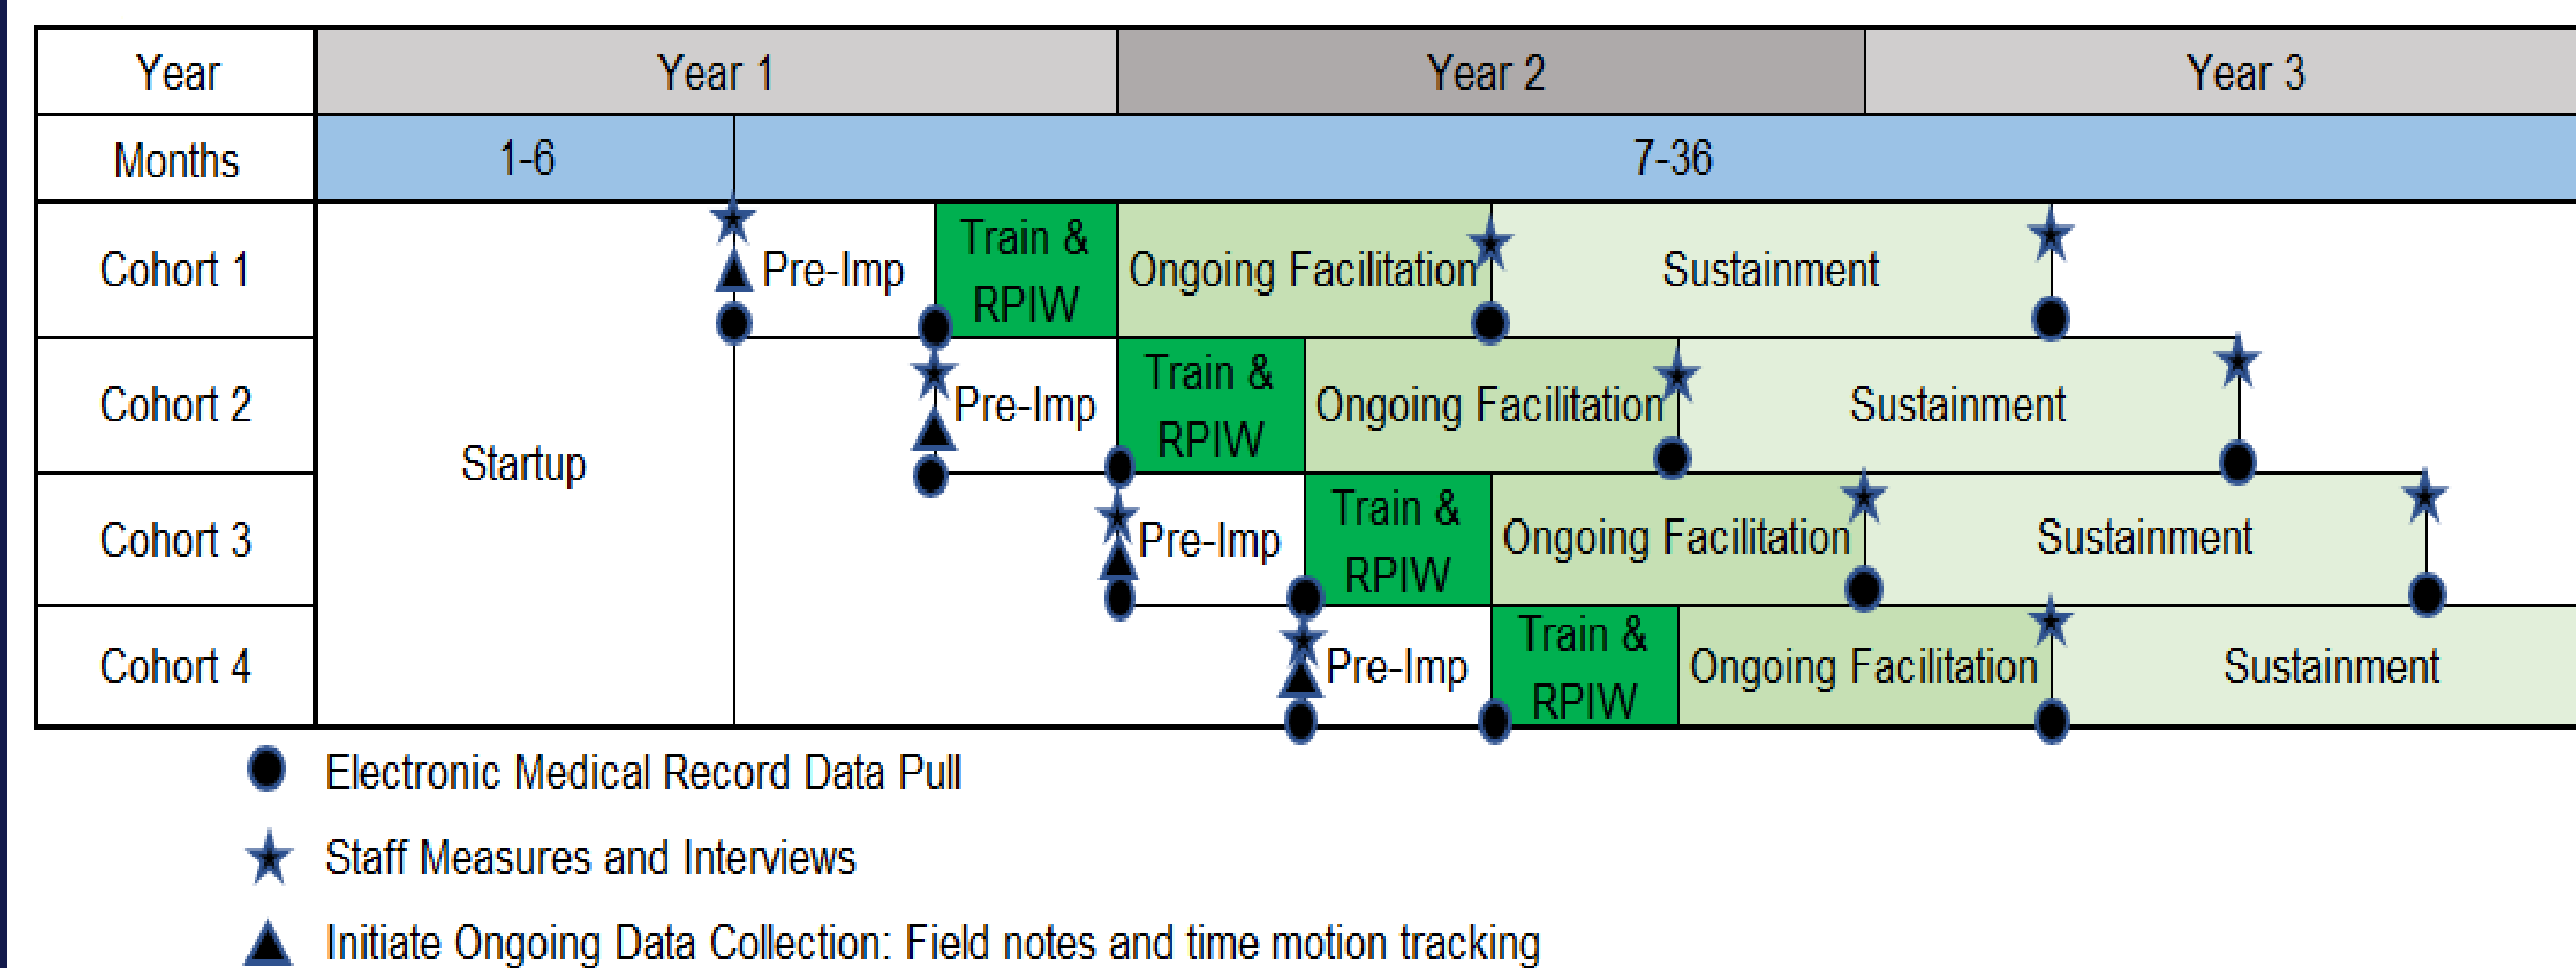 Year
Year 1
Year 2
Year 3
Months
1-6
7-36
Cohort 1
Pre-Imp
Train &
RPIW
Ongoing Facilitation
Sustainment
Cohort 2
Pre-Imp
Train &
RPIW
Ongoing Facilitation
Sustainment
Startup
Cohort 3
Pre-Imp
Train &
RPIW
Ongoing Facilitation
Sustainment
Cohort 4
Pre-Imp
Train &
RPIW
Ongoing Facilitation
Sustainment
Electronic Medical Record Data Pull
Staff Measures and Interviews
Initiate Ongoing Data Collection: Field notes and time motion tracking